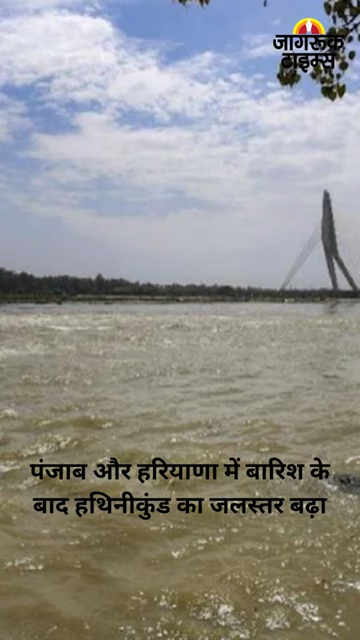 जागरूक
टाइम्स
पंजाब और हरियाणा में बारिश के
बाद हथिनीकुंड का जलस्तर बढ़ा